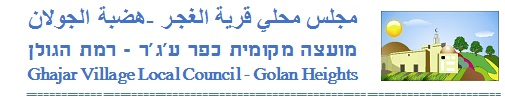 مجلس محلي قرية الغجر -هضبة الجولان
מועצה מקומית כפר ע'ג'ר - רמת הגולן
Ghajar Village Local Council - Golan Heights